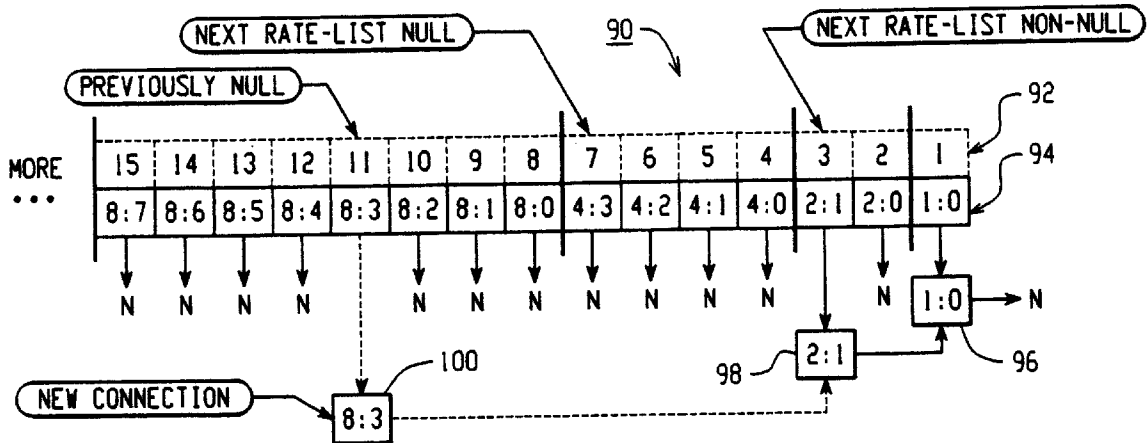 NEXT RATE-LIST NULL
90
NEXT RATE-LIST NON-NULL
PREVIOUSLY NULL
92
MORE
...
15 14 13 12 11 10 9 8 7 6 5 4 3 2 1
94
8:7 8:6 8:5 8:4 8:3 8:2 8:1 8:0 4:3 4:2 4:1 4:0 2:1 2:0 1:0
N N N N N N N N N N N N
1:0 N
98 2:1 96
100
NEW CONNECTION
8:3